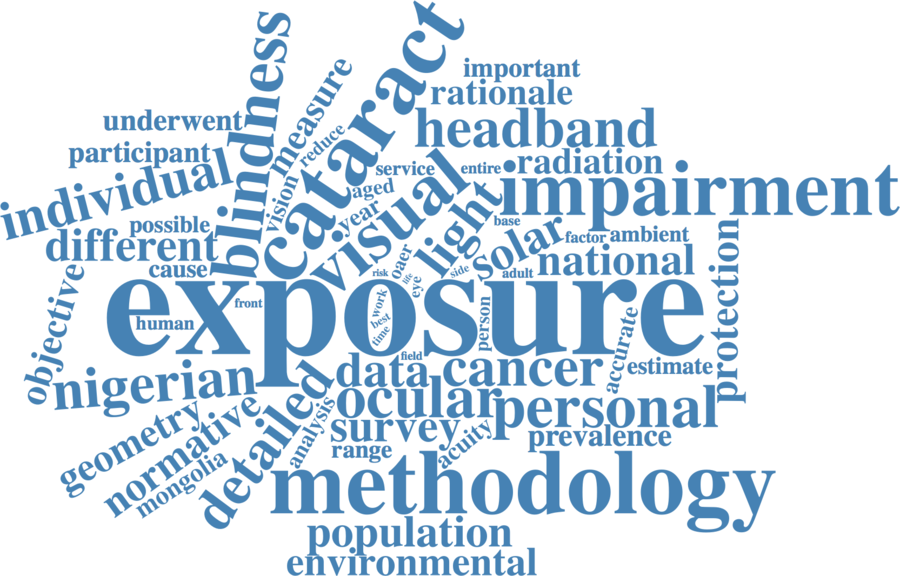 important
rationale
headband
radiation
impairment
underwent
participant
individual
possible
different
cause
blindness
measure
reduce
vision
cataract
visual
service
entire
aged
year
light
base
solar
factor
ambient
national
oaer
life
eye
risk
side
adult
exposure
front
human
work
best
time
person
protection
objective
field
data
cancer
accurate
estimate
nigerian
ocular
personal
geometry
normative
mongolia
detailed
analysis
survey
acuity
prevalence
range
methodology
population
environmental